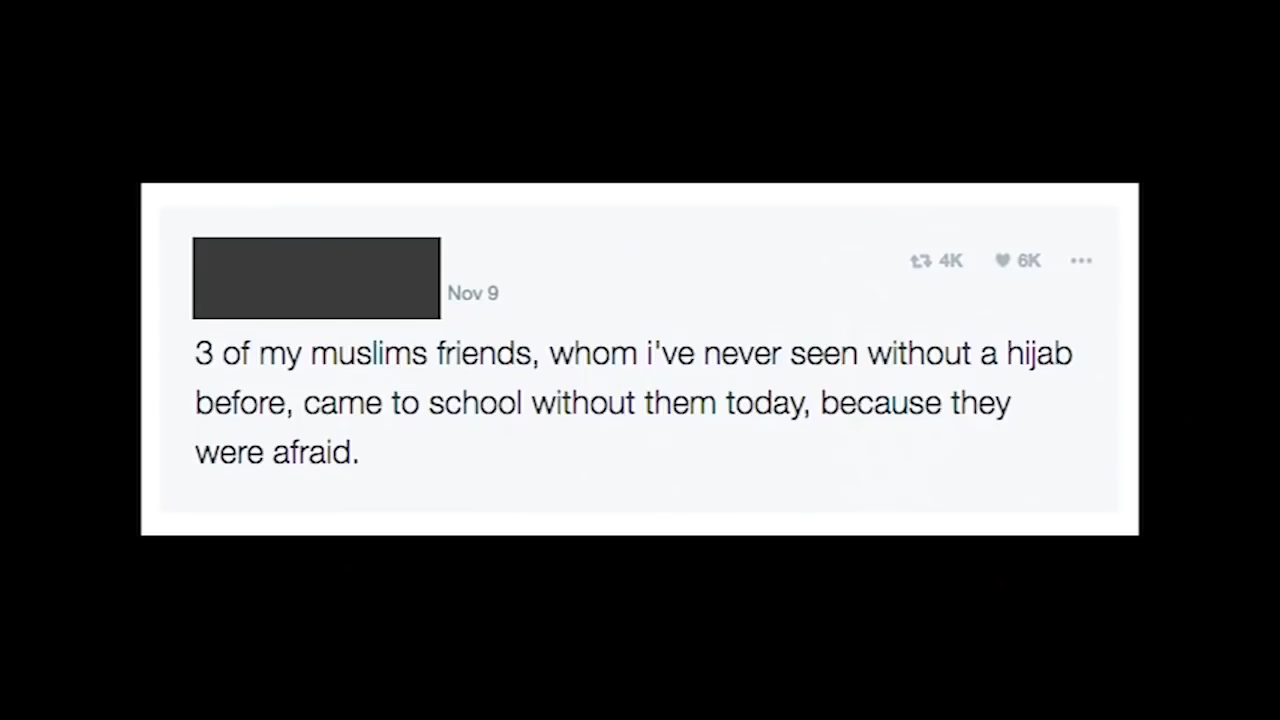 4K 6K
Nov 9
3 of my muslims friends, whom i've never seen without a hijab
before, came to school without them today, because they
were afraid.